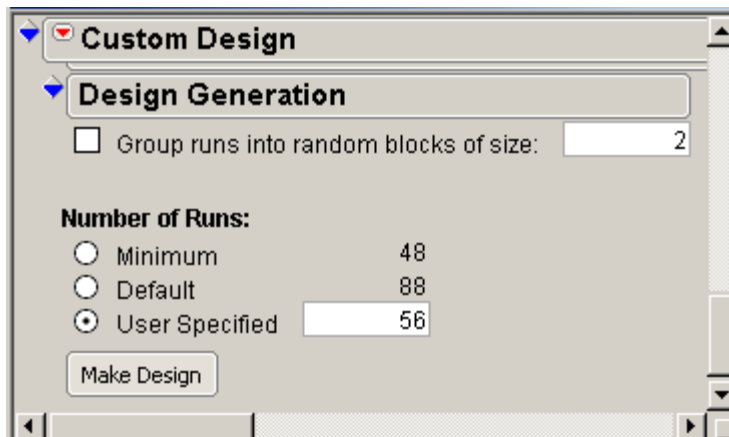 Custom Design
Design Generation
Group runs into random blocks of size: 2
Number of Runs:
Minimum 48
Default 88
User Specified 56
Make Design